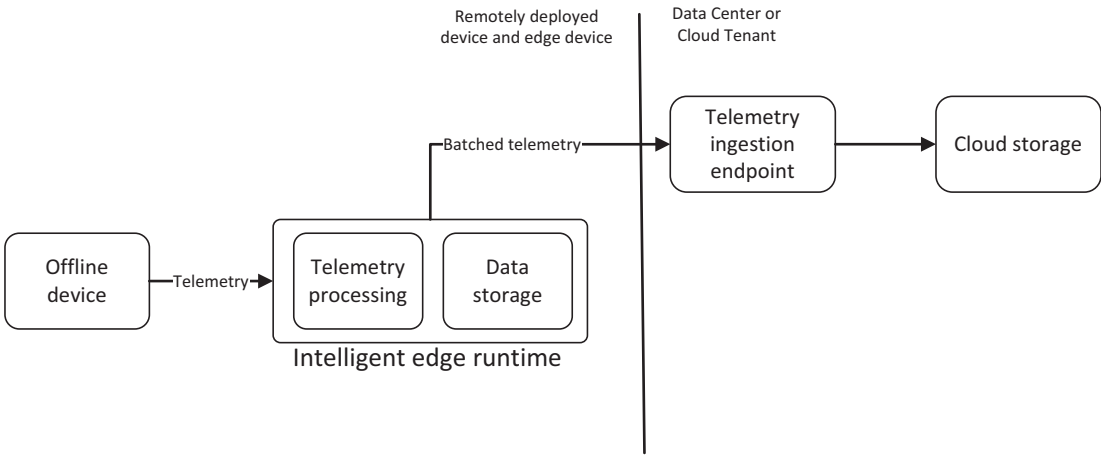 Remotely deployed
device and edge device
Data Center or
Cloud Tenant
Batched telemetry
Telemetry
ingestion
endpoint
Cloud storage
Offline
device
Telemetry
Telemetry
processing
Data
storage
Intelligent edge runtime